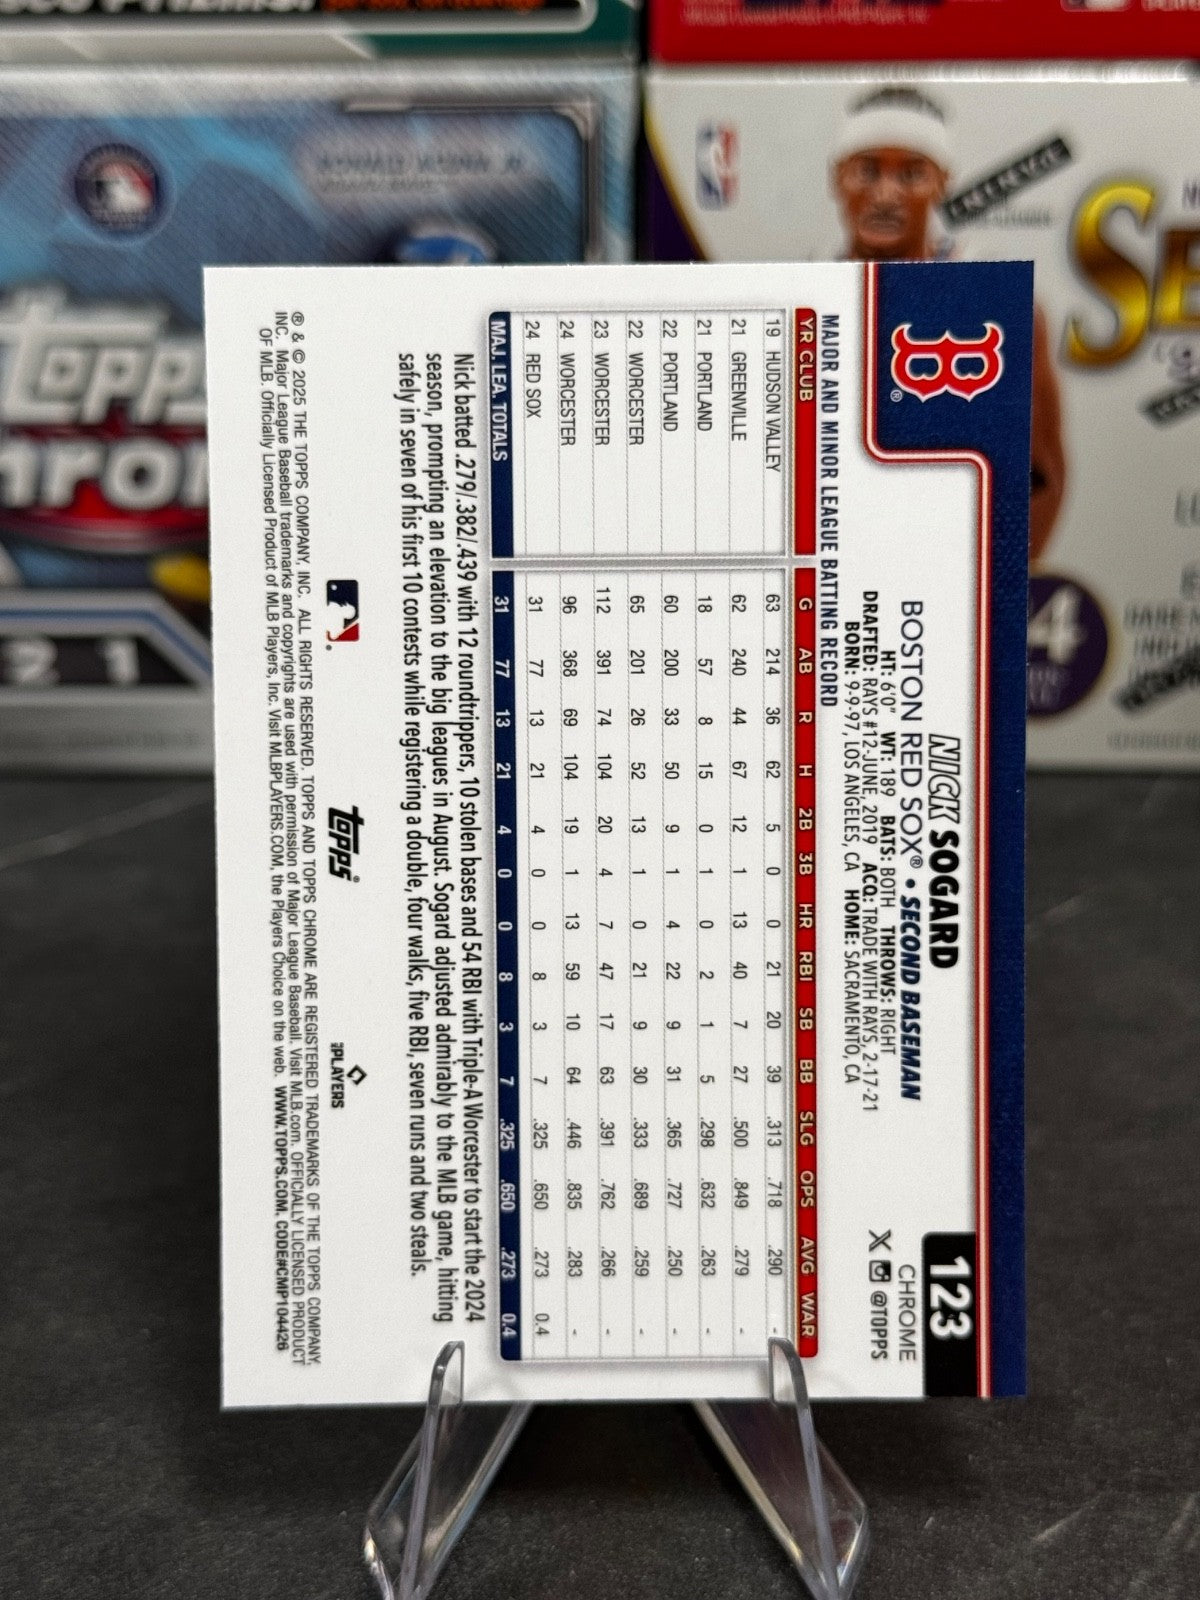 123
CHROME
@TOPPS
NICK SOGARD
BOSTON RED SOX® • SECOND BASEMAN
HT: 6'0" WT: 189 BATS: BOTH THROWS: RIGHT
DRAFTED: RAYS #12-JUNE, 2019 ACQ: TRADE WITH RAYS, 2-17-21
BORN: 9-9-97, LOS ANGELES, CA HOME: SACRAMENTO, CA
B®
MAJOR AND MINOR LEAGUE BATTING RECORD
YR CLUB G AB R H 2B 3B HR RBI SB BB SLG OPS AVG WAR
19 HUDSON VALLEY 63 214 36 62 5 0 0 21 20 39 .313 .718 .290 -
21 GREENVILLE 62 240 44 67 12 1 13 40 7 27 .500 .849 .279 -
21 PORTLAND 18 57 8 15 0 1 0 2 1 5 .298 .632 .263 -
22 PORTLAND 60 200 33 50 9 1 4 22 9 31 .365 .727 .250 -
22 WORCESTER 65 201 26 52 13 1 0 21 9 30 .333 .689 .259 -
23 WORCESTER 112 391 74 104 20 4 7 47 17 63 .391 .762 .266 -
24 WORCESTER 96 368 69 104 19 1 13 59 10 64 .446 .835 .283 -
24 RED SOX 31 77 13 21 4 0 0 8 3 7 .325 .650 .273 0.4
MAJ. LEA. TOTALS 31 77 13 21 4 0 0 8 3 7 .325 .650 .273 0.4
Nick batted .279/.382/.439 with 12 roundtrippers, 10 stolen bases and 54 RBI with Triple-A Worcester to start the 2024
season, prompting an elevation to the big leagues in August. Sogard adjusted admirably to the MLB game, hitting
safely in seven of his first 10 contests while registering a double, four walks, five RBI, seven runs and two steals.
topps®
PLAYERS
® & © 2025 THE TOPPS COMPANY, INC. ALL RIGHTS RESERVED. TOPPS AND TOPPS CHROME ARE REGISTERED TRADEMARKS OF THE TOPPS COMPANY,
INC. Major League Baseball trademarks and copyrights are used with permission of Major League Baseball. Visit MLB.com. OFFICIALLY LICENSED PRODUCT
OF MLB. Officially Licensed Product of MLB Players, Inc. Visit MLBPLAYERS.COM, the Players Choice on the web. WWW.TOPPS.COM. CODE#CMP104426